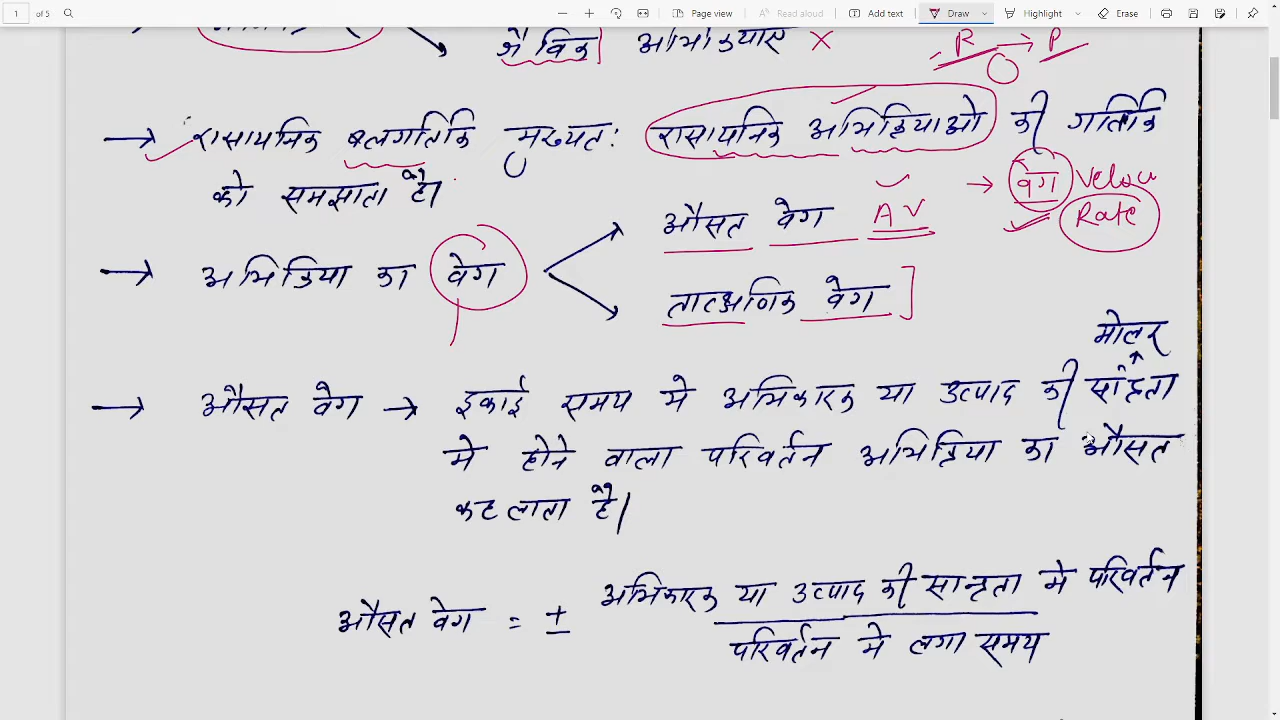 1 of 5 Page view Read aloud Add text Draw Highlight Erase
जैविक
R → P
→ रासायनिक बलगतिकि मुख्यत: रासायनिक अभिक्रियाओ की गतिकि
को समझाता है।
→ वेग Velou
Rate
औसत वेग AV
→ अभिक्रिया का वेग
तात्क्षणिक वेग ]
मोलर
→ औसत वेग → इकाई समय मे अभिकारक या उत्पाद की सांद्रता
मे होने वाला परिवर्तन अभिक्रिया का औसत
कहलाता है।
अभिकारक या उत्पाद की सान्द्रता मे परिवर्तन
औसत वेग = ±
परिवर्तन मे लगा समय